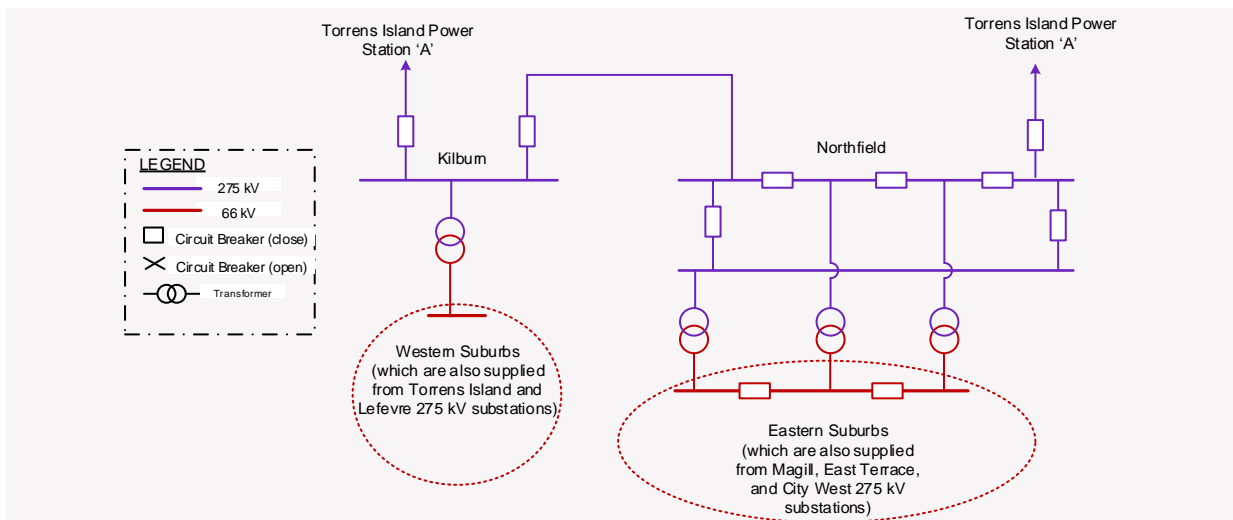 Torrens Island Power
Station ‘A’
Torrens Island Power
Station ‘A’
Kilburn
Northfield
LEGEND
275 kV
66 kV
Circuit Breaker (close)
Circuit Breaker (open)
Transformer
Western Suburbs
(which are also supplied
from Torrens Island and
Lefevre 275 kV substations)
Eastern Suburbs
(which are also supplied
from Magill, East Terrace,
and City West 275 kV
substations)